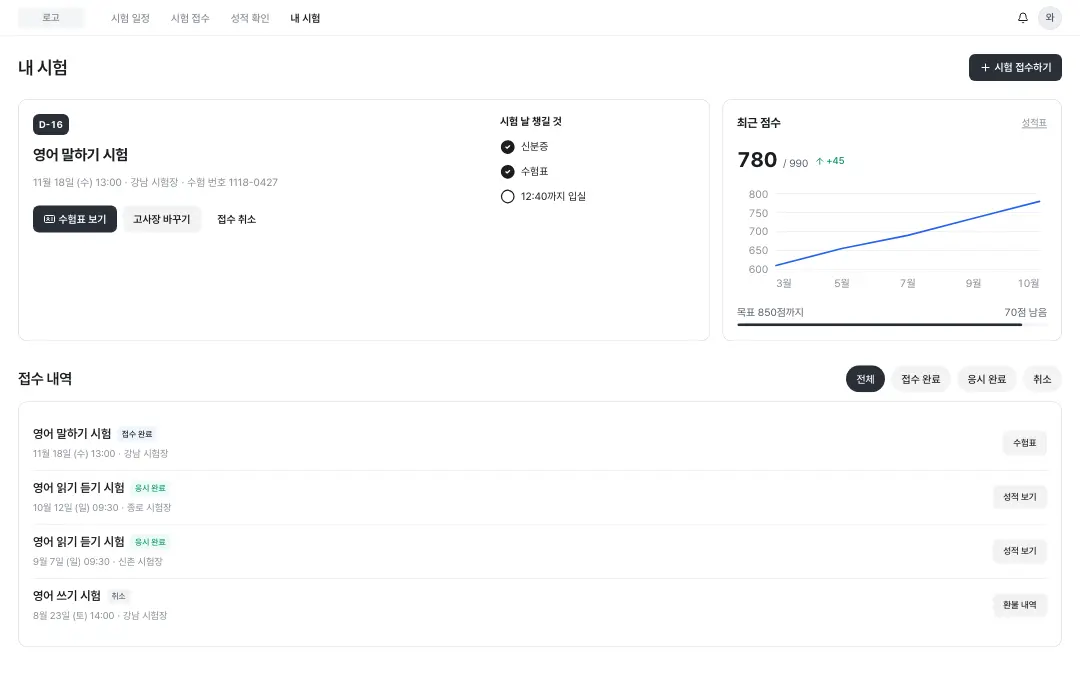 로고
시험 일정
시험 접수
성적 확인
내 시험
와
내 시험
시험 접수하기
D-16
영어 말하기 시험
11월 18일 (수) 13:00 · 강남 시험장 · 수험 번호 1118-0427
수험표 보기
고사장 바꾸기
접수 취소
시험 날 챙길 것
신분증
수험표
12:40까지 입실
최근 점수
성적표
780 / 990 ↑ +45
800
750
700
650
600
3월
5월
7월
9월
10월
목표 850점까지
70점 남음
접수 내역
전체
접수 완료
응시 완료
취소
영어 말하기 시험 접수 완료
11월 18일 (수) 13:00 · 강남 시험장
수험표
영어 읽기 듣기 시험 응시 완료
10월 12일 (일) 09:30 · 종로 시험장
성적 보기
영어 읽기 듣기 시험 응시 완료
9월 7일 (일) 09:30 · 신촌 시험장
성적 보기
영어 쓰기 시험 취소
8월 23일 (토) 14:00 · 강남 시험장
환불 내역